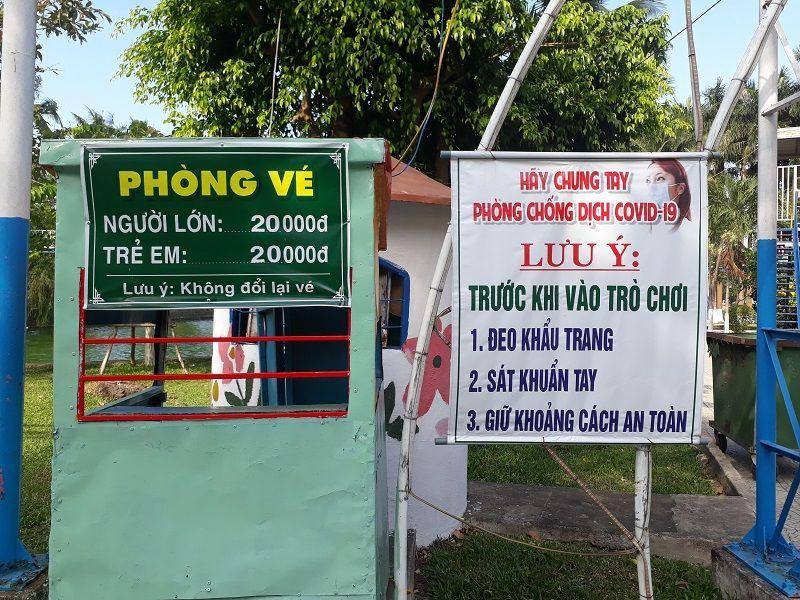 PHÒNG VÉ
NGƯỜI LỚN: ..... 20000đ
TRẺ EM: .......... 20000đ
Lưu ý: Không đổi lại vé
HÃY CHUNG TAY
PHÒNG CHỐNG DỊCH COVID-19
LƯU Ý:
TRƯỚC KHI VÀO TRÒ CHƠI
1. ĐEO KHẨU TRANG
2. SÁT KHUẨN TAY
3. GIỮ KHOẢNG CÁCH AN TOÀN